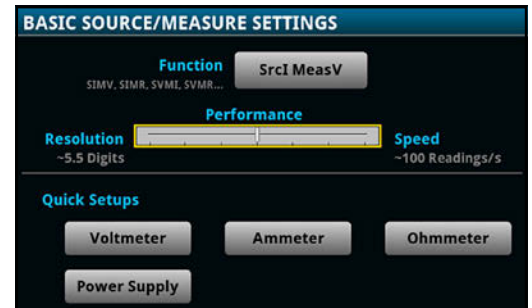 BASIC SOURCE/MEASURE SETTINGS
Function
SrcI MeasV
SIMV, SIMR, SVMI, SVMR...
Performance
Resolution
Speed
~5.5 Digits
~100 Readings/s
Quick Setups
Voltmeter
Ammeter
Ohmmeter
Power Supply